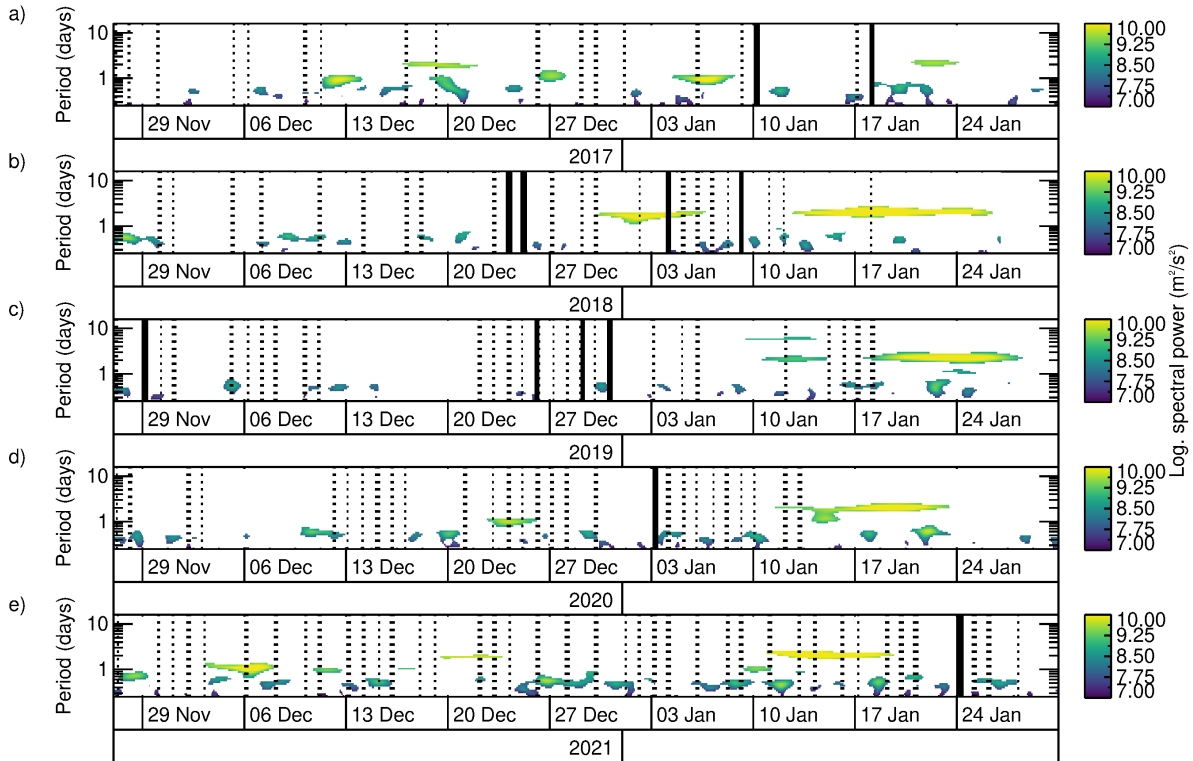 a)
Period (days)
10
1
29 Nov 06 Dec 13 Dec 20 Dec 27 Dec 03 Jan 10 Jan 17 Jan 24 Jan
2017
10.00
9.25
8.50
7.75
7.00
b)
Period (days)
10
1
29 Nov 06 Dec 13 Dec 20 Dec 27 Dec 03 Jan 10 Jan 17 Jan 24 Jan
2018
10.00
9.25
8.50
7.75
7.00
c)
Period (days)
10
1
29 Nov 06 Dec 13 Dec 20 Dec 27 Dec 03 Jan 10 Jan 17 Jan 24 Jan
2019
10.00
9.25
8.50
7.75
7.00
d)
Period (days)
10
1
29 Nov 06 Dec 13 Dec 20 Dec 27 Dec 03 Jan 10 Jan 17 Jan 24 Jan
2020
10.00
9.25
8.50
7.75
7.00
e)
Period (days)
10
1
29 Nov 06 Dec 13 Dec 20 Dec 27 Dec 03 Jan 10 Jan 17 Jan 24 Jan
2021
10.00
9.25
8.50
7.75
7.00
Log. spectral power (m²/s²)